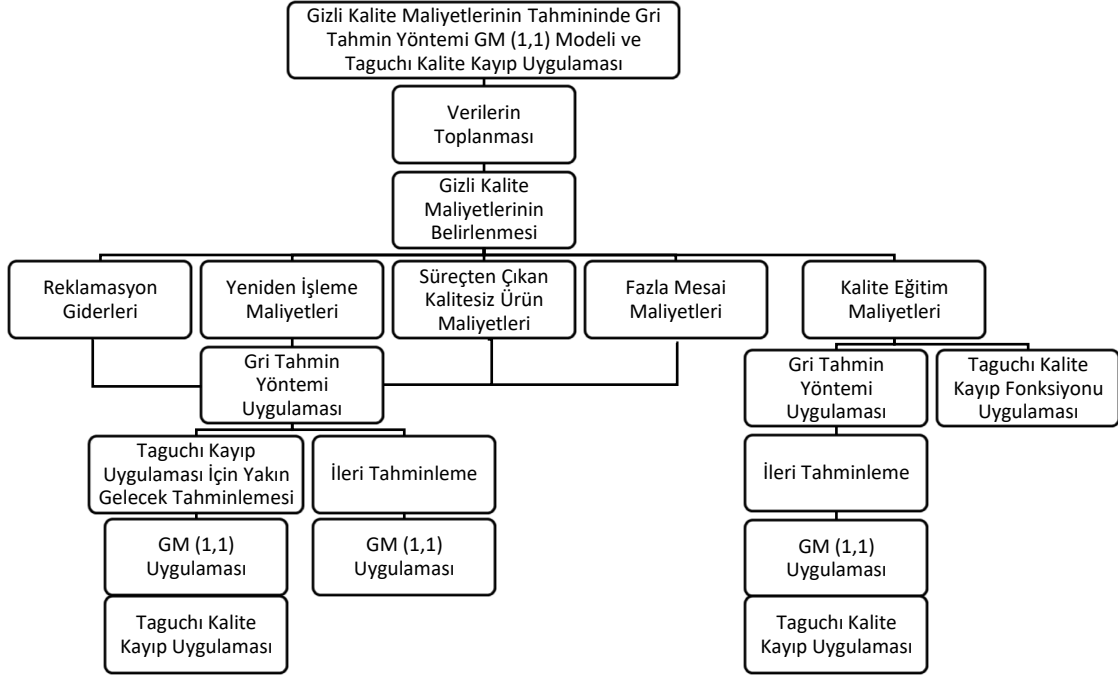 Gizli Kalite Maliyetlerinin Tahmininde Gri
Tahmin Yöntemi GM (1,1) Modeli ve
Taguchı Kalite Kayıp Uygulaması
Verilerin
Toplanması
Gizli Kalite
Maliyetlerinin
Belirlenmesi
Reklamasyon
Giderleri
Yeniden İşleme
Maliyetleri
Süreçten Çıkan
Kalitesiz Ürün
Maliyetleri
Fazla Mesai
Maliyetleri
Kalite Eğitim
Maliyetleri
Gri Tahmin
Yöntemi
Uygulaması
Gri Tahmin
Yöntemi
Uygulaması
Taguchı Kalite
Kayıp Fonksiyonu
Uygulaması
Taguchı Kayıp
Uygulaması İçin Yakın
Gelecek Tahminlemesi
İleri Tahminleme
İleri Tahminleme
GM (1,1)
Uygulaması
GM (1,1)
Uygulaması
GM (1,1)
Uygulaması
Taguchı Kalite
Kayıp Uygulaması
Taguchı Kalite
Kayıp Uygulaması